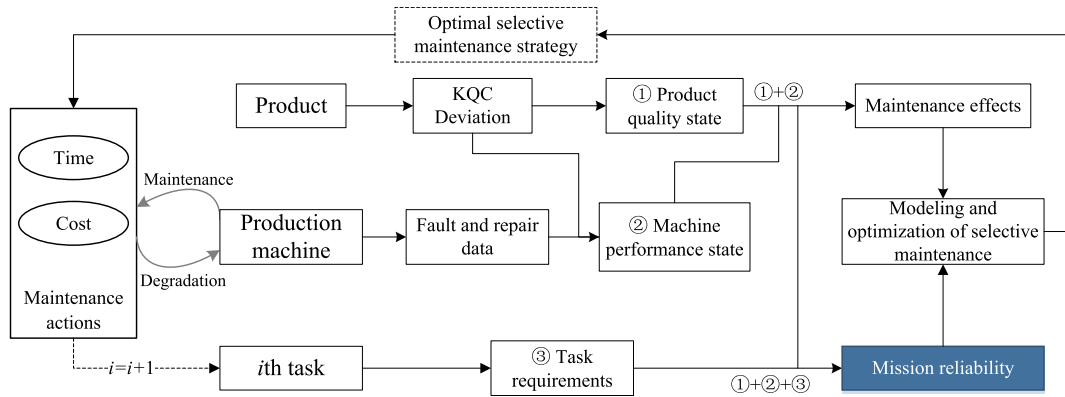 Optimal selective
maintenance strategy
Product
KQC
Deviation
① Product
quality state
①+②
Maintenance effects
Time
Cost
Maintenance
actions
Maintenance
Degradation
Production
machine
Fault and repair
data
② Machine
performance state
Modeling and
optimization of selective
maintenance
i=i+1
ith task
③ Task
requirements
①+②+③
Mission reliability